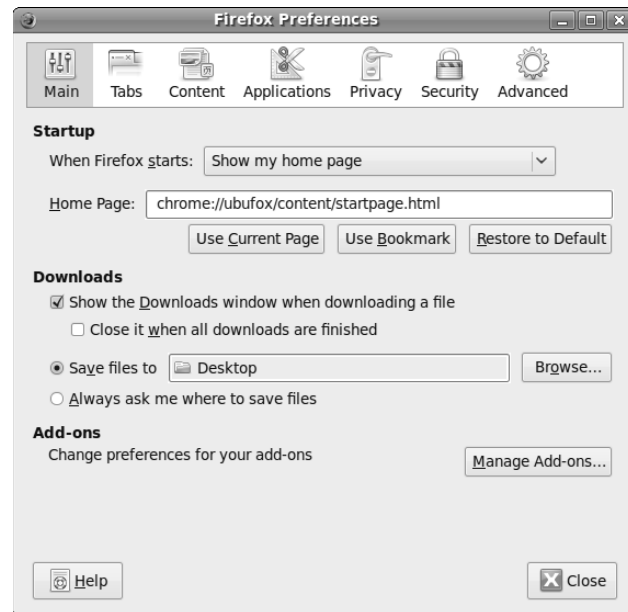 Firefox Preferences
Main Tabs Content Applications Privacy Security Advanced
Startup
When Firefox starts: Show my home page
Home Page: chrome://ubufox/content/startpage.html
Use Current Page Use Bookmark Restore to Default
Downloads
Show the Downloads window when downloading a file
Close it when all downloads are finished
Save files to Desktop Browse...
Always ask me where to save files
Add-ons
Change preferences for your add-ons
Manage Add-ons...
Help Close